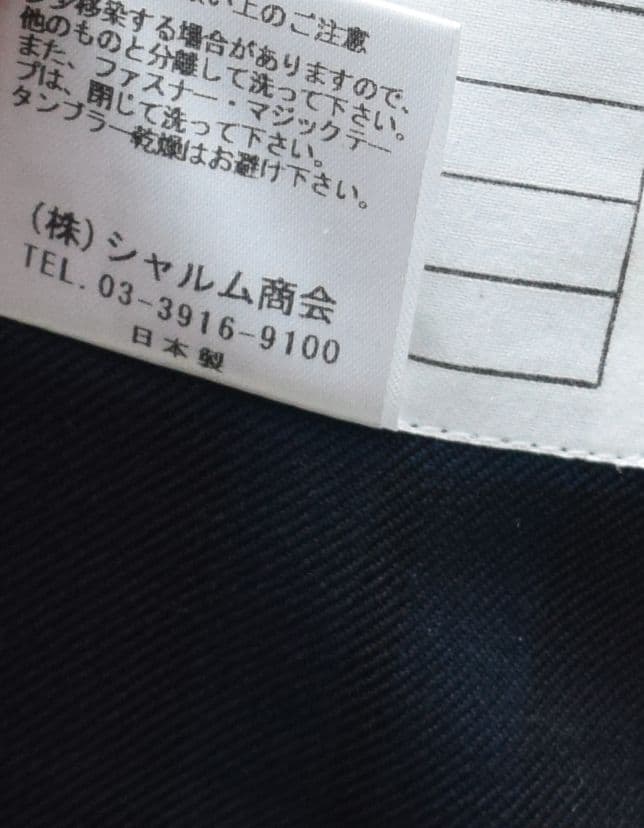 い上のご注意
移染する場合がありますので、
他のものと分離して洗って下さい。
また、ファスナー・マジックテー
プは、閉じて洗って下さい。
タンブラー乾燥はお避け下さい。
(株)シャルム商会
TEL. 03-3916-9100
日本製